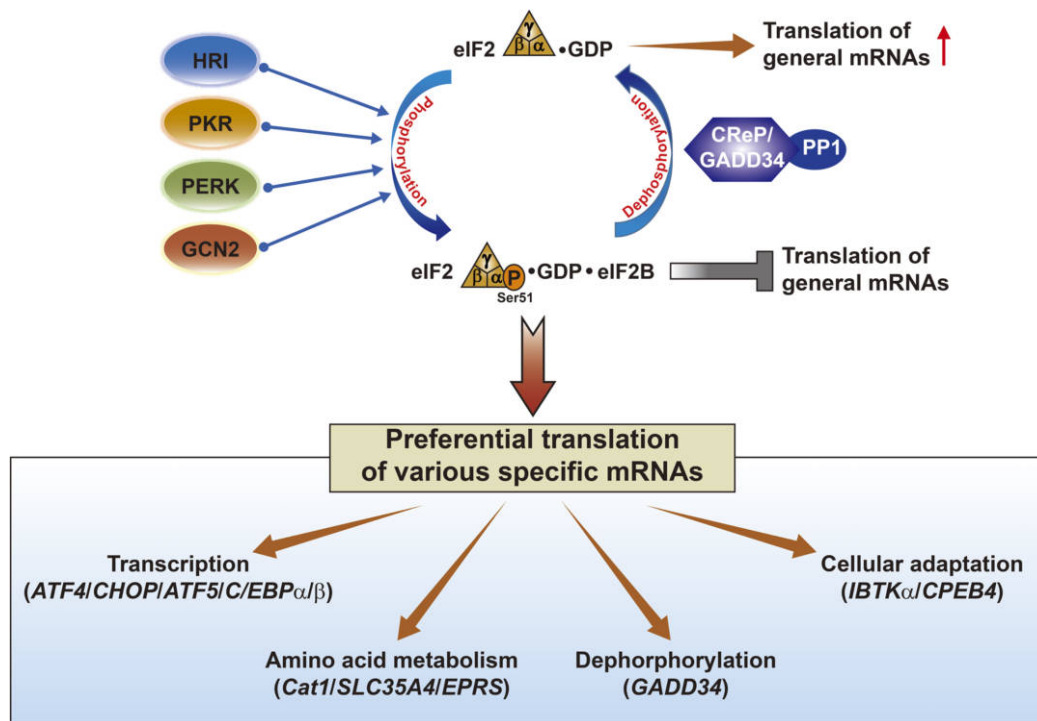 HRI
PKR
PERK
GCN2
Phosphorylation
eIF2 γ β α •GDP
Translation of
general mRNAs
Dephosphorylation
CReP/
GADD34
PP1
eIF2 γ β α P •GDP • eIF2B
Ser51
Translation of
general mRNAs
Preferential translation
of various specific mRNAs
Transcription
(ATF4/CHOP/ATF5/C/EBPα/β)
Amino acid metabolism
(Cat1/SLC35A4/EPRS)
Dephorphorylation
(GADD34)
Cellular adaptation
(IBTKα/CPEB4)